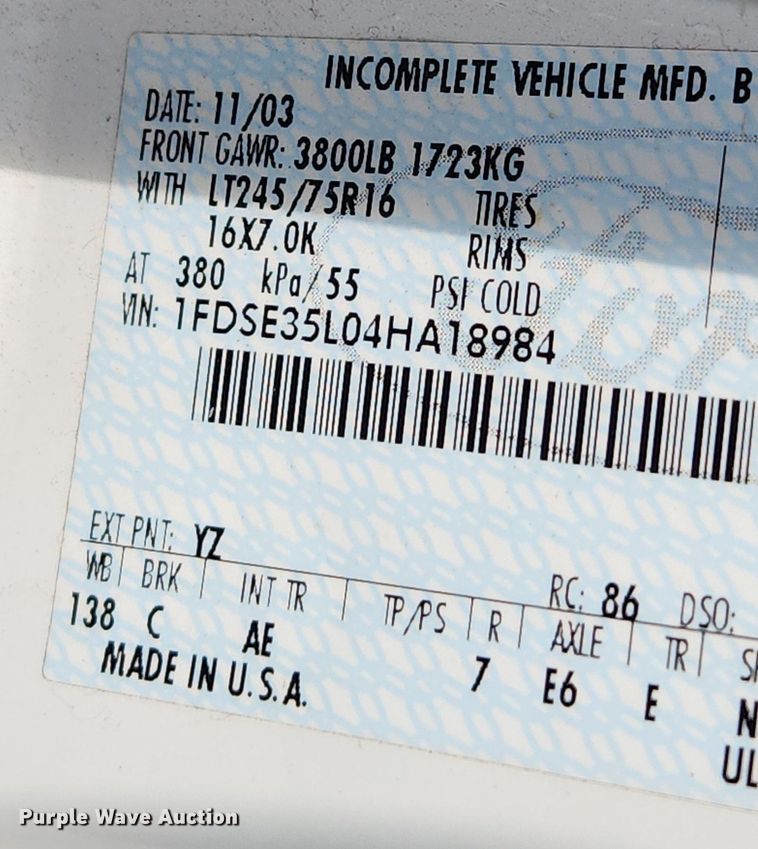 INCOMPLETE VEHICLE MFD. B
DATE: 11/03
FRONT GAWR: 3800LB 1723KG
WITH LT245/75R16 TIRES
16X7.0K RIMS
AT 380 kPa/55 PSI COLD
VIN: 1FDSE35L04HA18984
EXT PNT: YZ RC: 86 DSO:
WB BRK INT TR TP/PS R AXLE TR
138 C AE 7 E6 E N
MADE IN U.S.A. UL
Purple Wave Auction